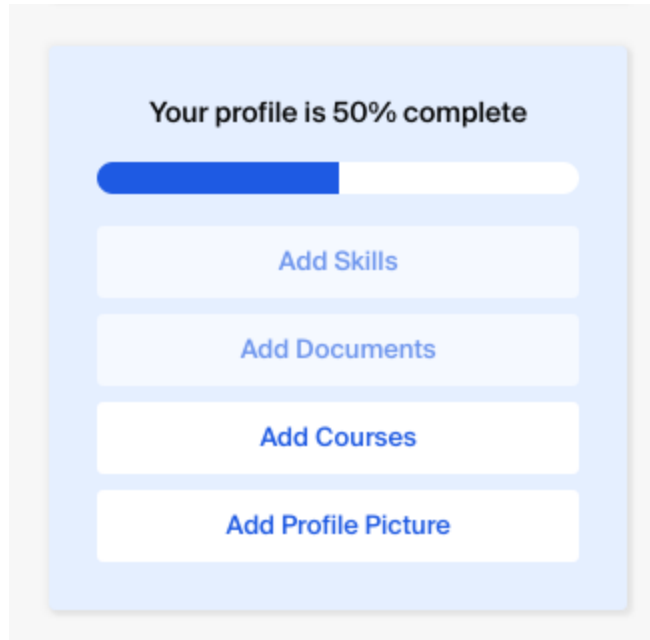 Your profile is 50% complete
Add Skills
Add Documents
Add Courses
Add Profile Picture